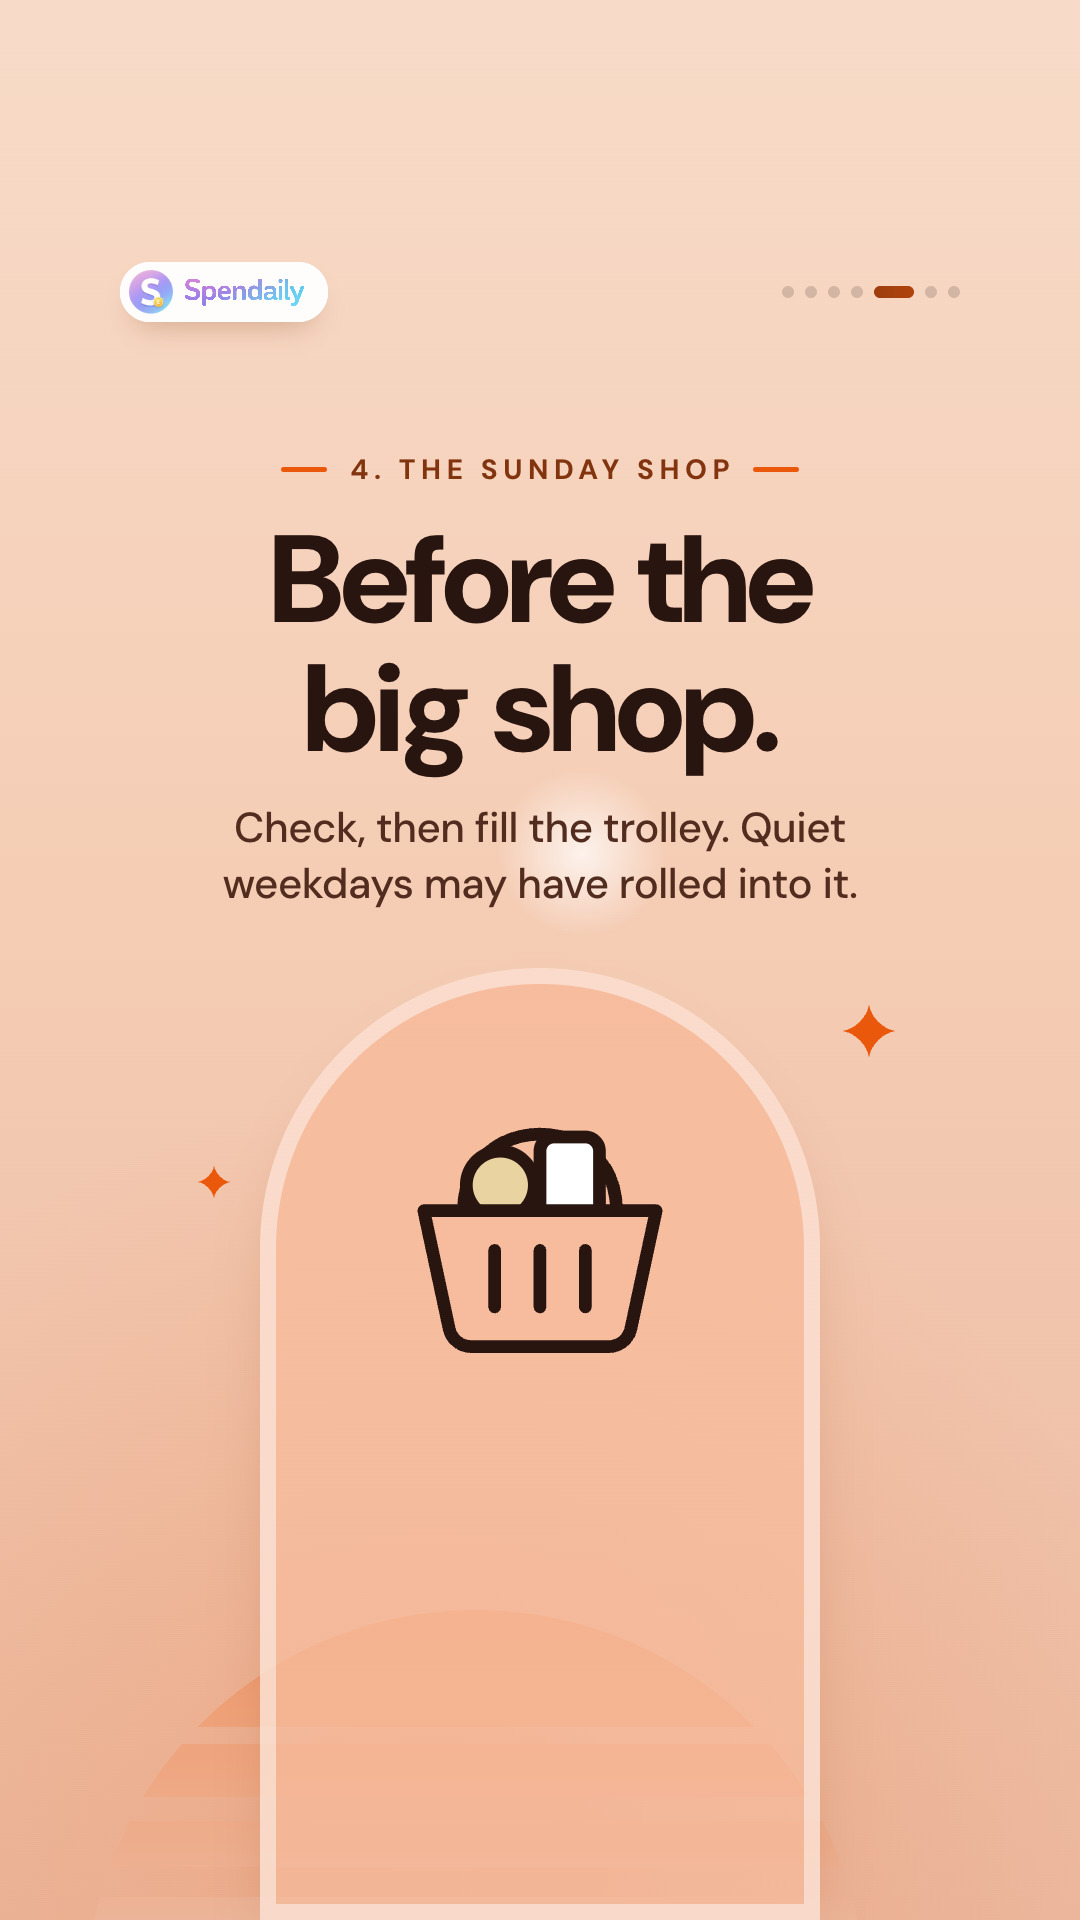 Spendaily
4. THE SUNDAY SHOP
Before the
big shop.
Check, then fill the trolley. Quiet
weekdays may have rolled into it.